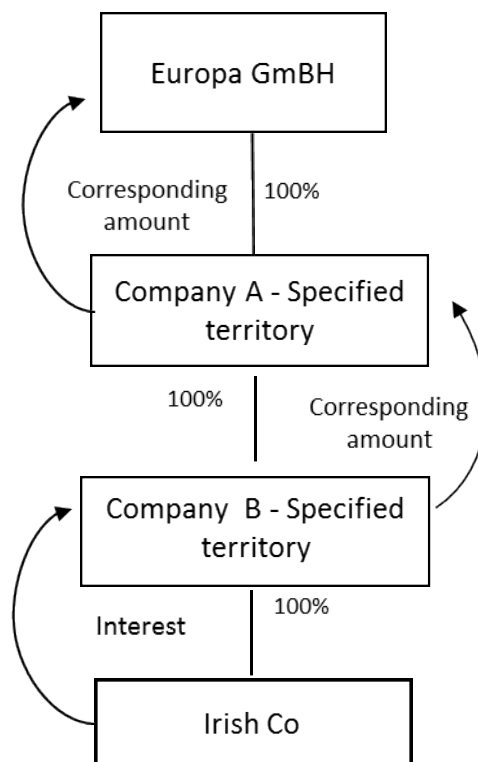 Europa GmBH
Corresponding
amount
100%
Company A - Specified
territory
100%
Corresponding
amount
Company B - Specified
territory
100%
Interest
Irish Co